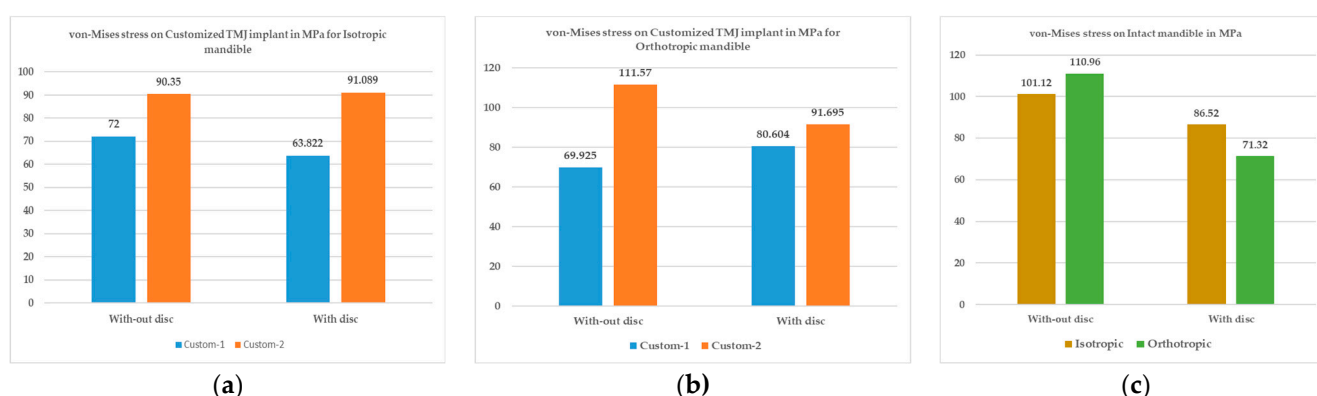 von-Mises stress on Customized TMJ implant in MPa for Isotropic
mandible
100
90
80
70
60
50
40
30
20
10
0
72
90.35
63.822
91.089
With-out disc
With disc
Custom-1
Custom-2
(a)
von-Mises stress on Customized TMJ implant in MPa for
Orthotropic mandible
120
100
80
60
40
20
0
69.925
111.57
80.604
91.695
With-out disc
With disc
Custom-1
Custom-2
(b)
von-Mises stress on Intact mandible in MPa
120
100
80
60
40
20
0
101.12
110.96
86.52
71.32
With-out disc
With disc
Isotropic
Orthotropic
(c)